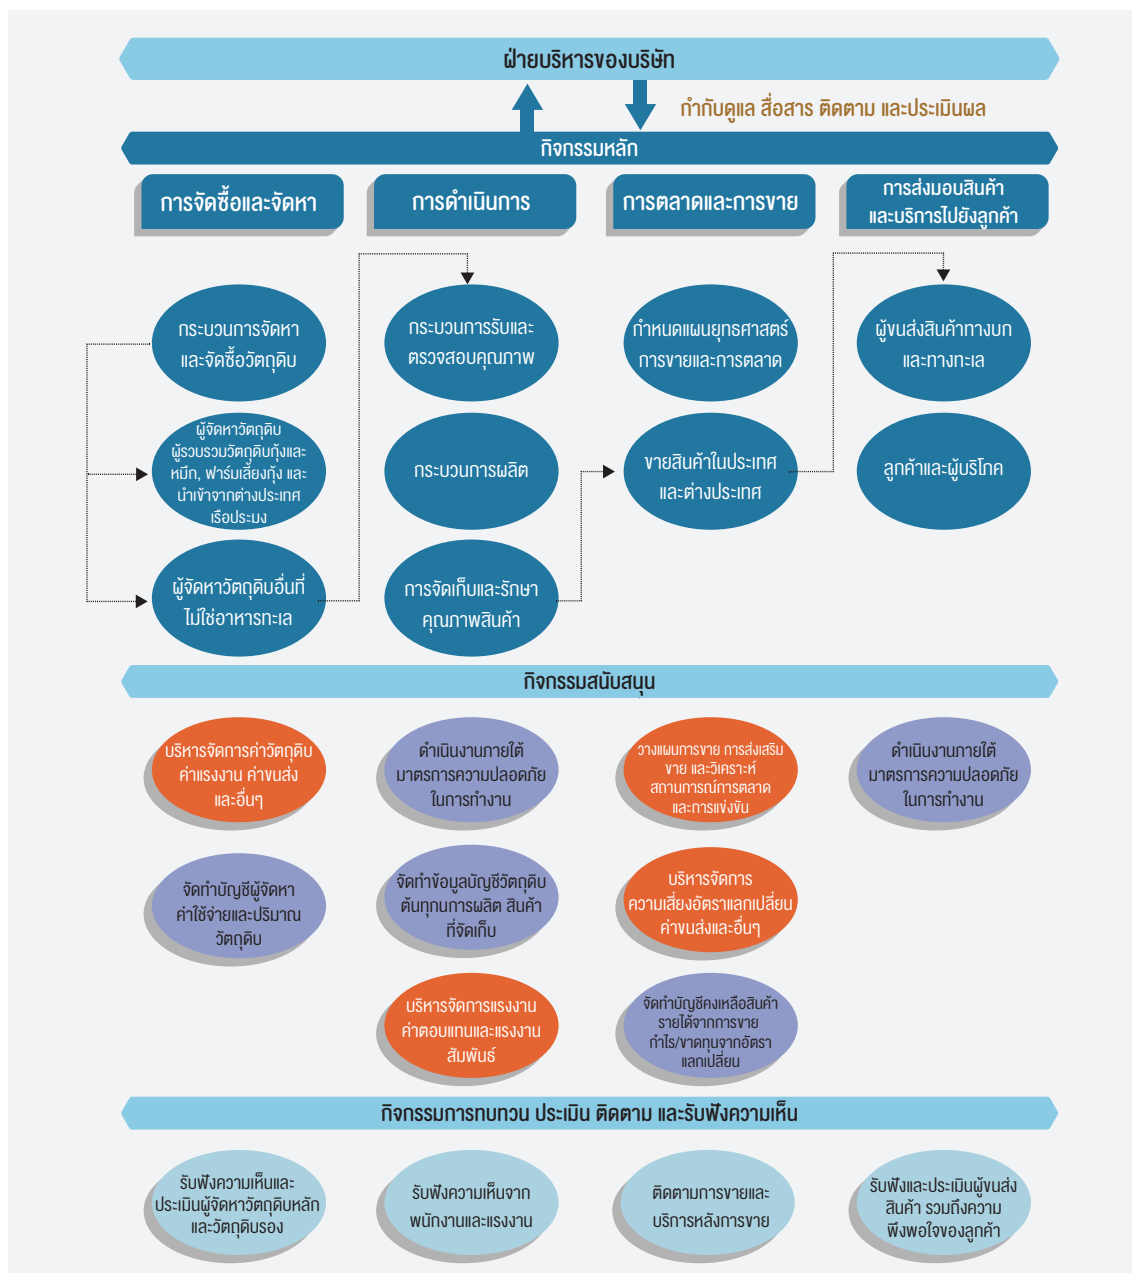 ฝ่ายบริหารของบริษัท
กำกับดูแล สื่อสาร ติดตาม และประเมินผล
กิจกรรมหลัก
การจัดซื้อและจัดหา
การดำเนินการ
การตลาดและการขาย
การส่งมอบสินค้า
และบริการไปยังลูกค้า
กระบวนการจัดหา
และจัดซื้อวัตถุดิบ
กระบวนการรับและ
ตรวจสอบคุณภาพ
กำหนดแผนยุทธศาสตร์
การขายและการตลาด
ผู้ขนส่งสินค้าทางบก
และทางทะเล
ผู้จัดหาวัตถุดิบ
ผู้รวบรวมวัตถุดิบกุ้งและ
หมึก, ฟาร์มเลี้ยงกุ้ง และ
นำเข้าจากต่างประเทศ
เรือประมง
กระบวนการผลิต
ขายสินค้าในประเทศ
และต่างประเทศ
ลูกค้าและผู้บริโภค
ผู้จัดหาวัตถุดิบอื่นที่
ไม่ใช่อาหารทะเล
การจัดเก็บและรักษา
คุณภาพสินค้า
กิจกรรมสนับสนุน
บริหารจัดการค่าวัตถุดิบ
ค่าแรงงาน ค่าขนส่ง
และอื่นๆ
ดำเนินงานภายใต้
มาตรการความปลอดภัย
ในการทำงาน
วางแผนการขาย การส่งเสริม
ขาย และวิเคราะห์
สถานการณ์การตลาด
และการแข่งขัน
ดำเนินงานภายใต้
มาตรการความปลอดภัย
ในการทำงาน
จัดทำบัญชีผู้จัดหา
ค่าใช้จ่ายและปริมาณ
วัตถุดิบ
จัดทำข้อมูลบัญชีวัตถุดิบ
ต้นทุกนการผลิต สินค้า
ที่จัดเก็บ
บริหารจัดการ
ความเสี่ยงอัตราแลกเปลี่ยน
ค่าขนส่งและอื่นๆ
บริหารจัดการแรงงาน
ค่าตอบแทนและแรงงาน
สัมพันธ์
จัดทำบัญชีคงเหลือสินค้า
รายได้จากการขาย
กำไร/ขาดทุนจากอัตรา
แลกเปลี่ยน
กิจกรรมการทบทวน ประเมิน ติดตาม และรับฟังความเห็น
รับฟังความเห็นและ
ประเมินผู้จัดหาวัตถุดิบหลัก
และวัตถุดิบรอง
รับฟังความเห็นจาก
พนักงานและแรงงาน
ติดตามการขายและ
บริการหลังการขาย
รับฟังและประเมินผู้ขนส่ง
สินค้า รวมถึงความ
พึงพอใจของลูกค้า